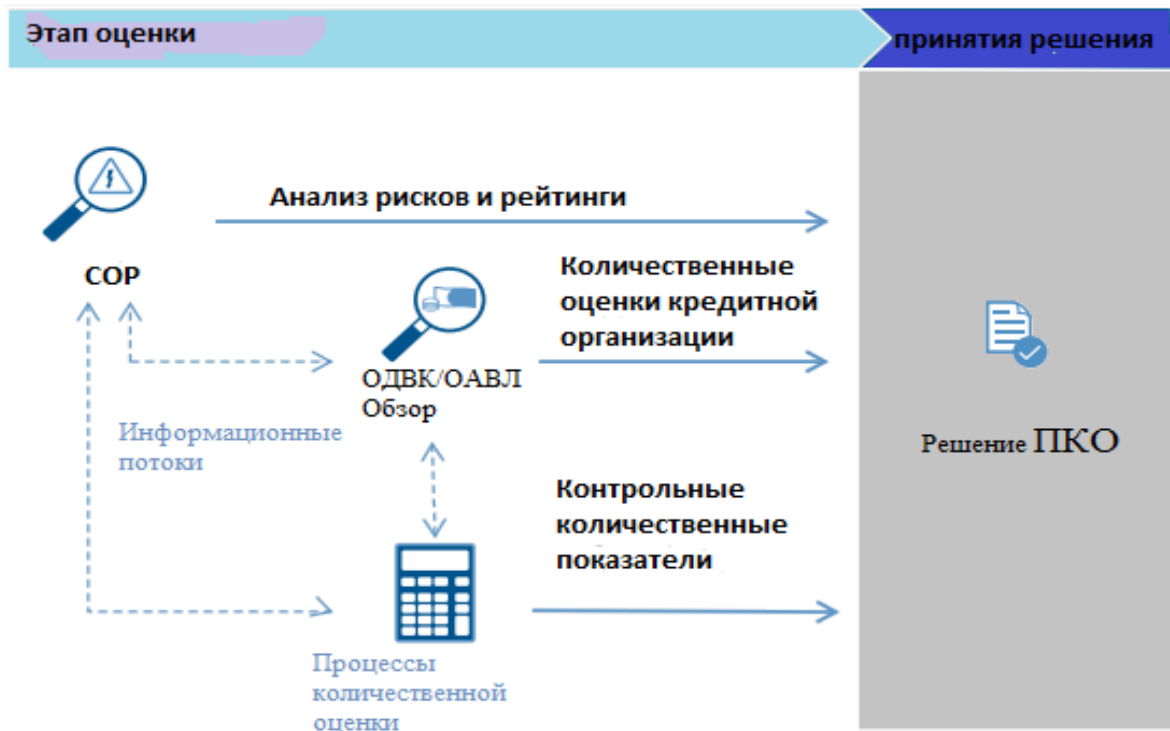 Этап оценки
принятия решения
Анализ рисков и рейтинги
СОР
Количественные
оценки кредитной
организации
ОДВК/ОАВЛ
Обзор
Информационные
потоки
Решение ПКО
Контрольные
количественные
показатели
Процессы
количественной
оценки